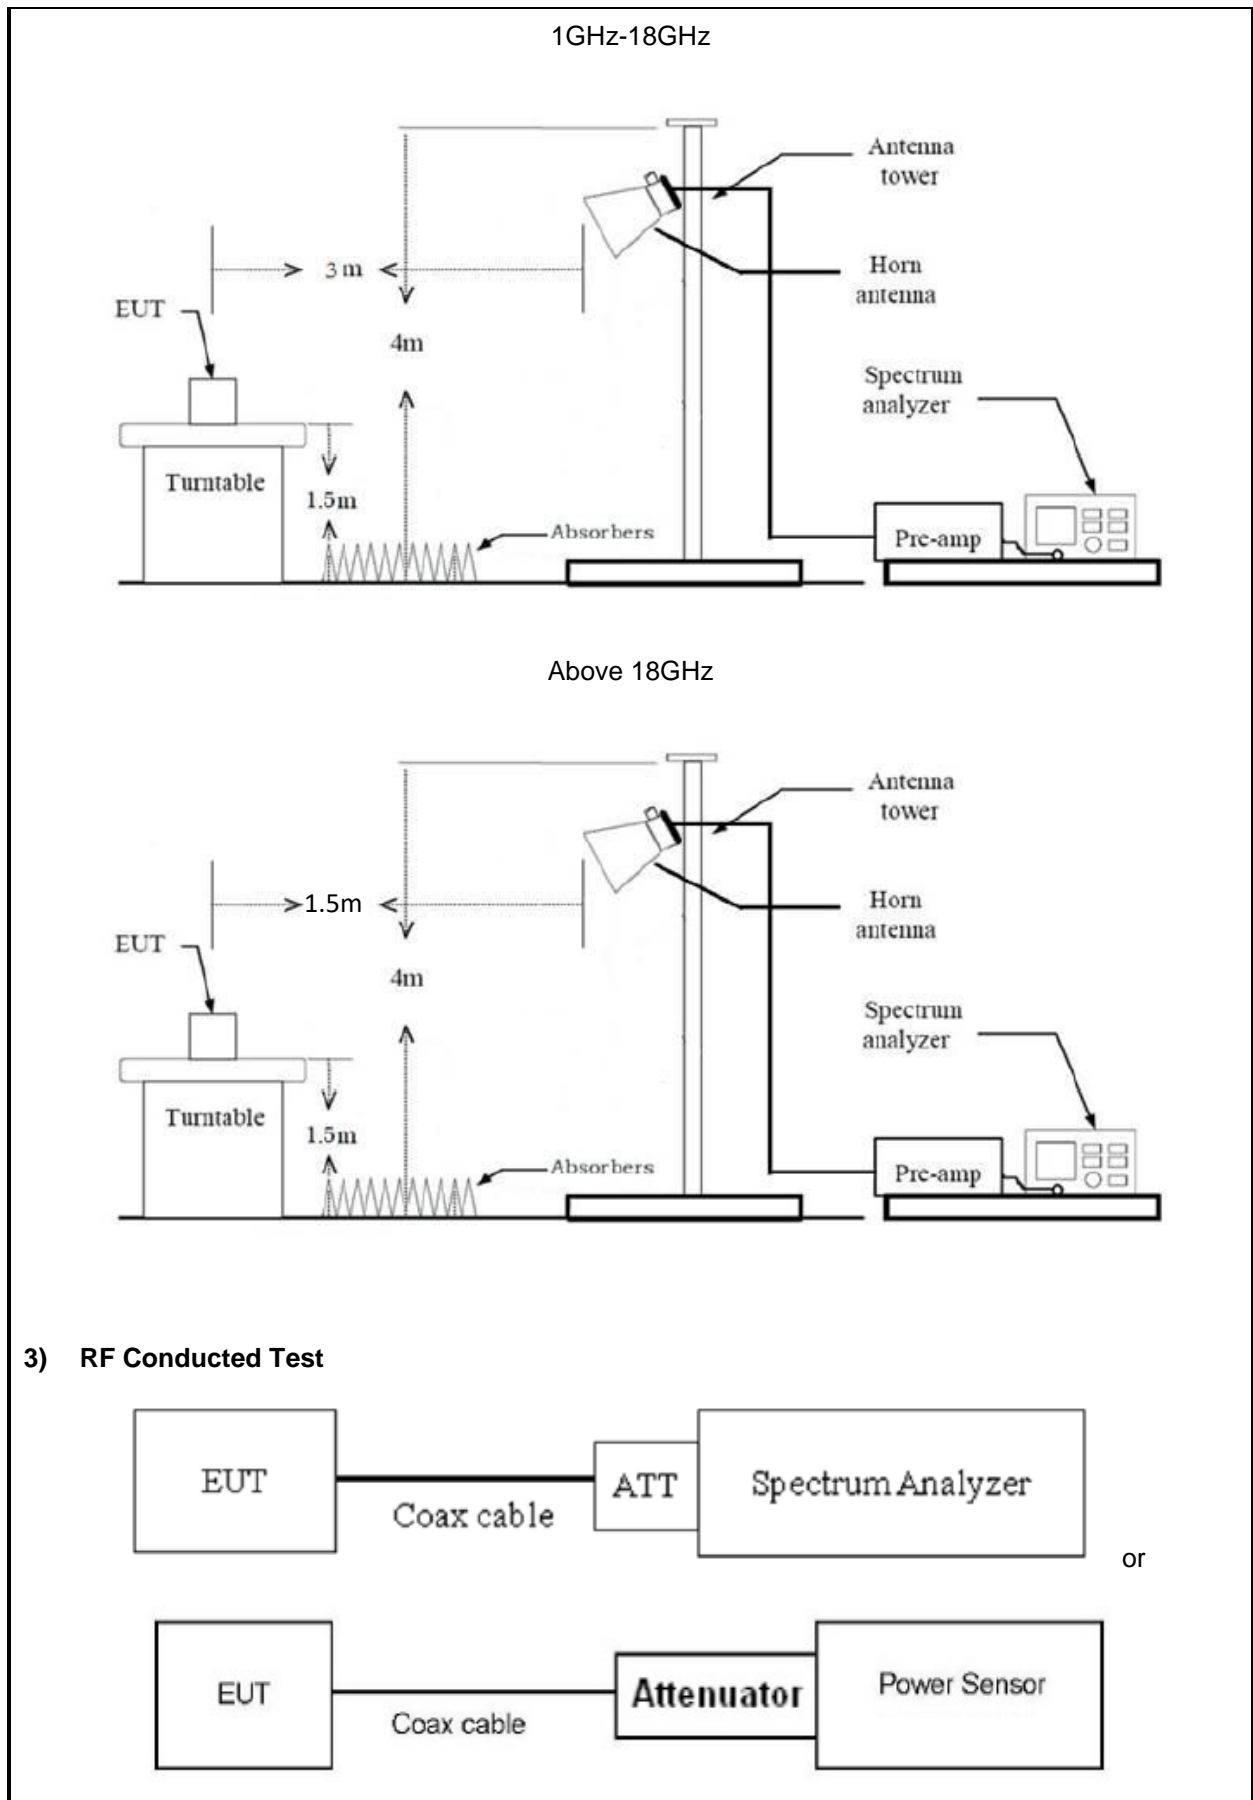 1GHz-18GHz
Antenna
tower
3 m
Horn
antenna
EUT
4m
Spectrum
analyzer
Turntable
1.5m
Absorbers
Pre-amp
Above 18GHz
Antenna
tower
1.5m
Horn
antenna
EUT
4m
Spectrum
analyzer
Turntable
1.5m
Absorbers
Pre-amp
3) RF Conducted Test
EUT
Coax cable
ATT
Spectrum Analyzer
or
EUT
Coax cable
Attenuator
Power Sensor